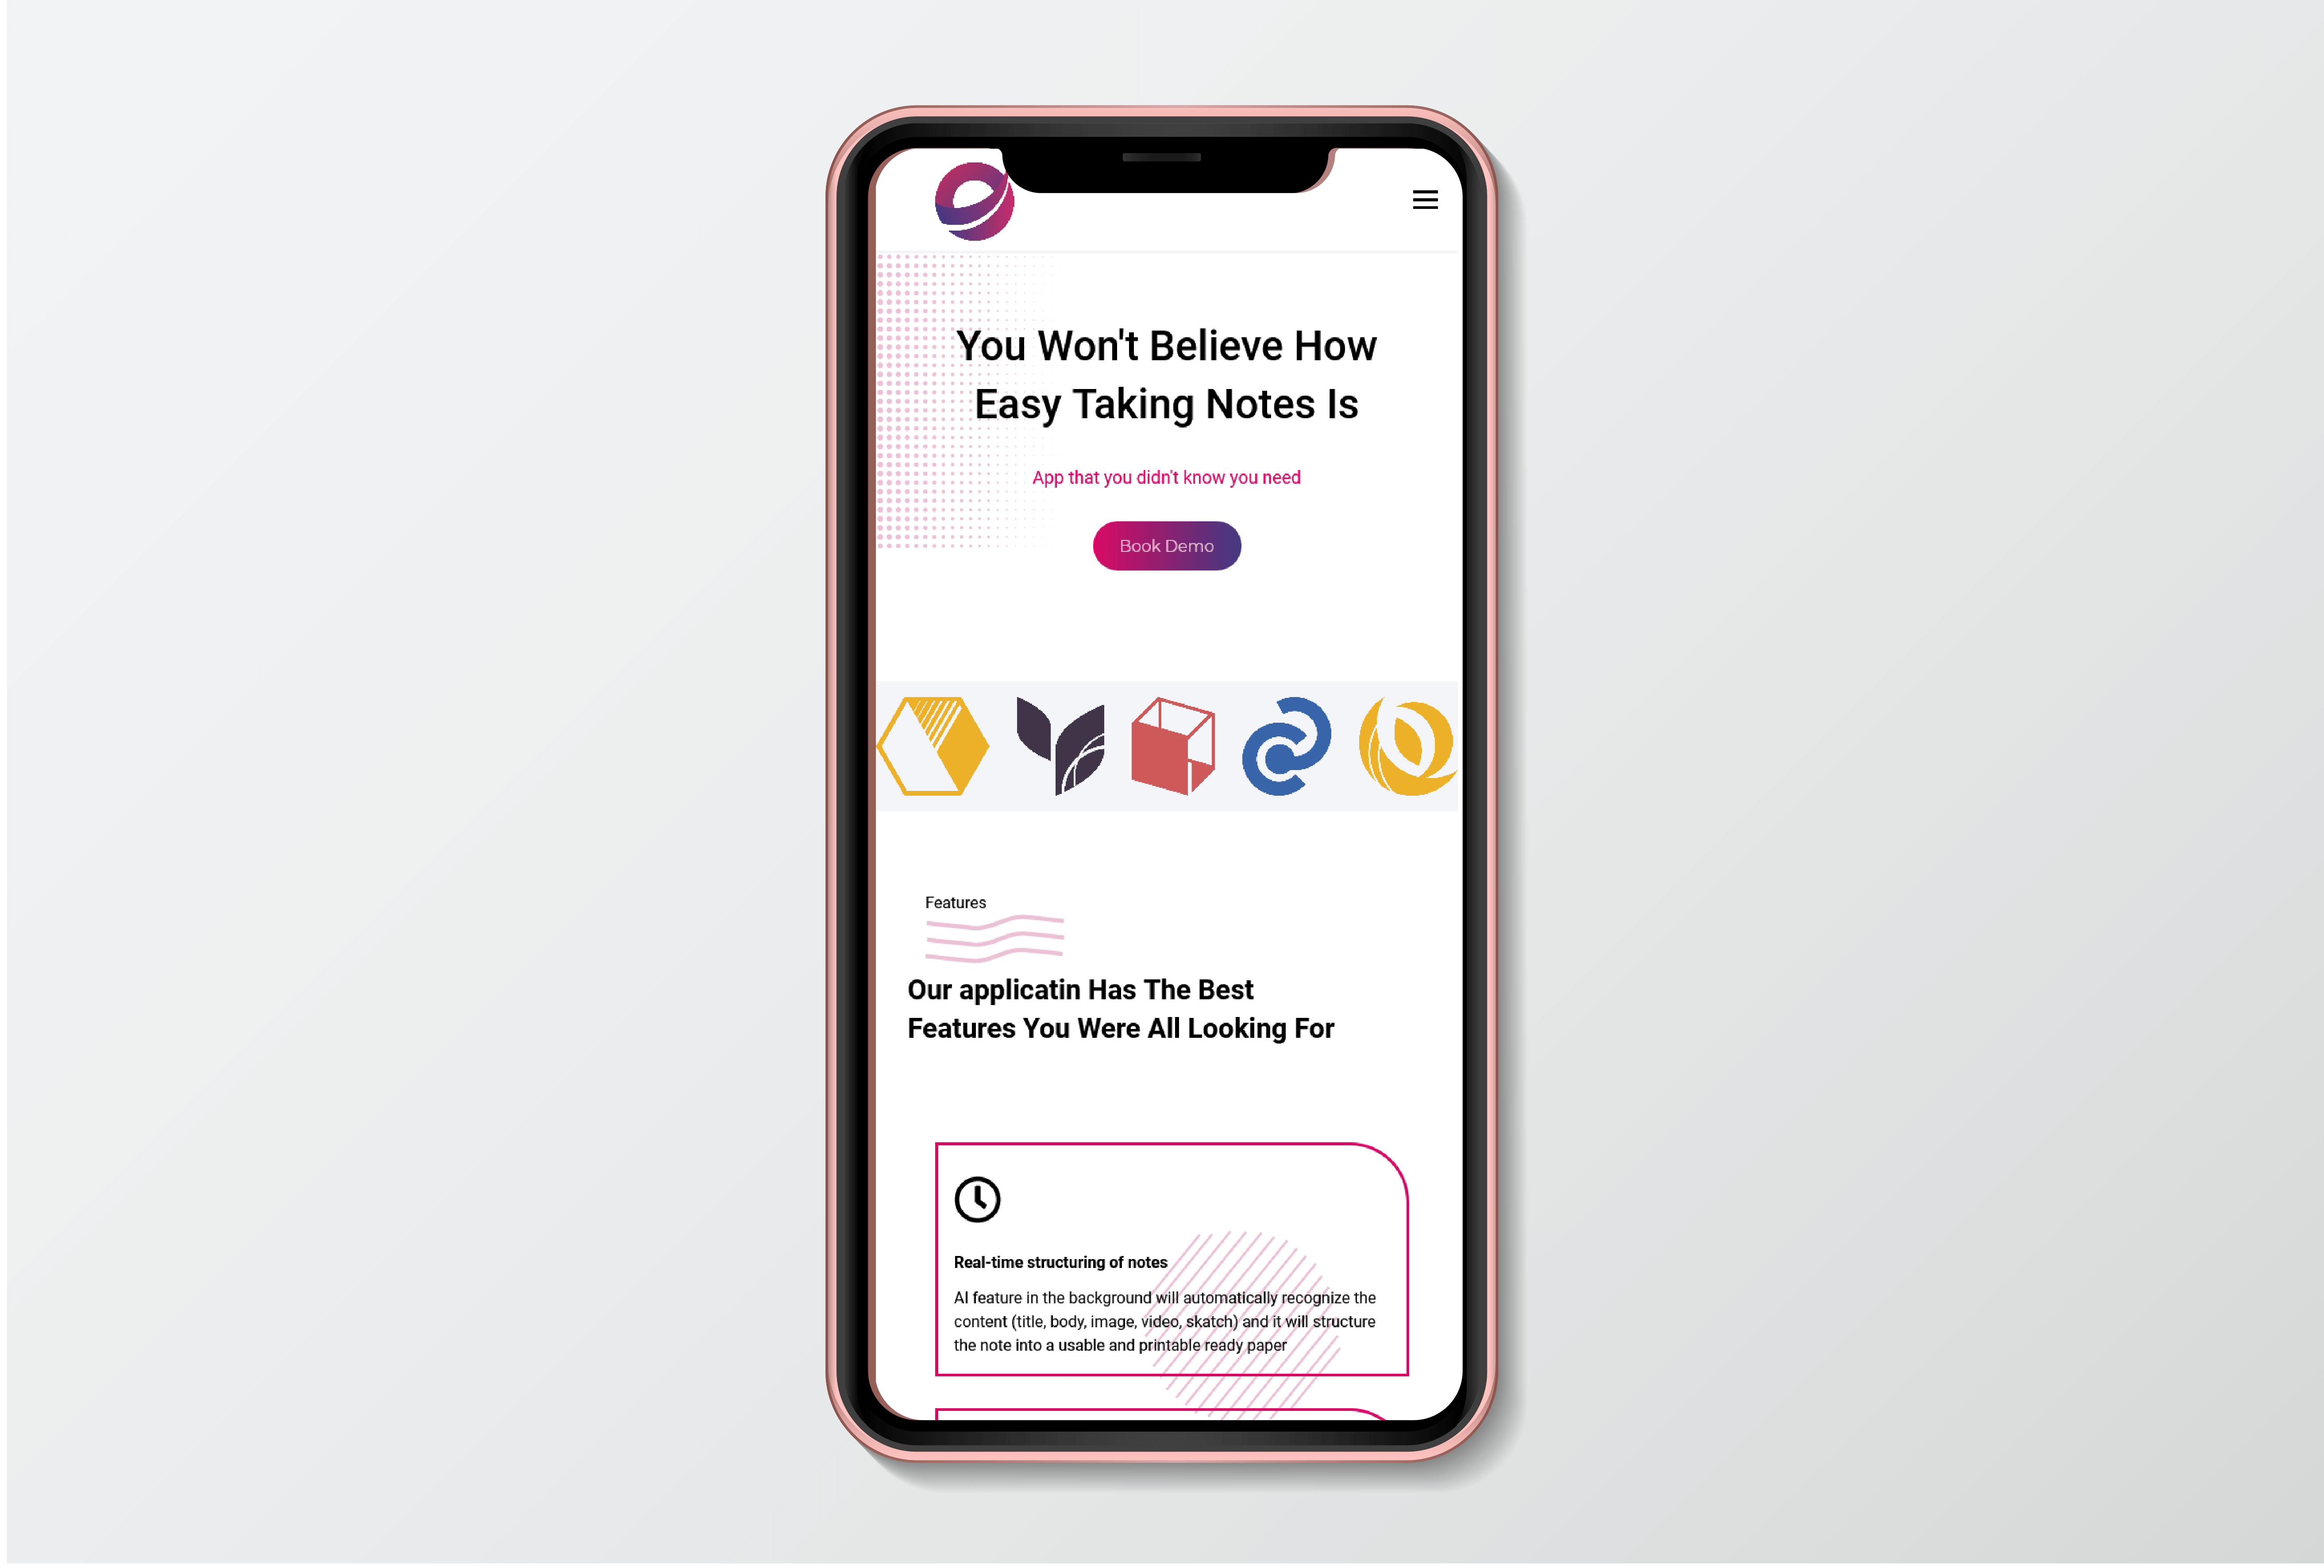 You Won't Believe How
Easy Taking Notes Is
App that you didn't know you need
Book Demo
Features
Our applicatin Has The Best
Features You Were All Looking For
Real-time structuring of notes
AI feature in the background will automatically recognize the
content (title, body, image, video, skatch) and it will structure
the note into a usable and printable ready paper